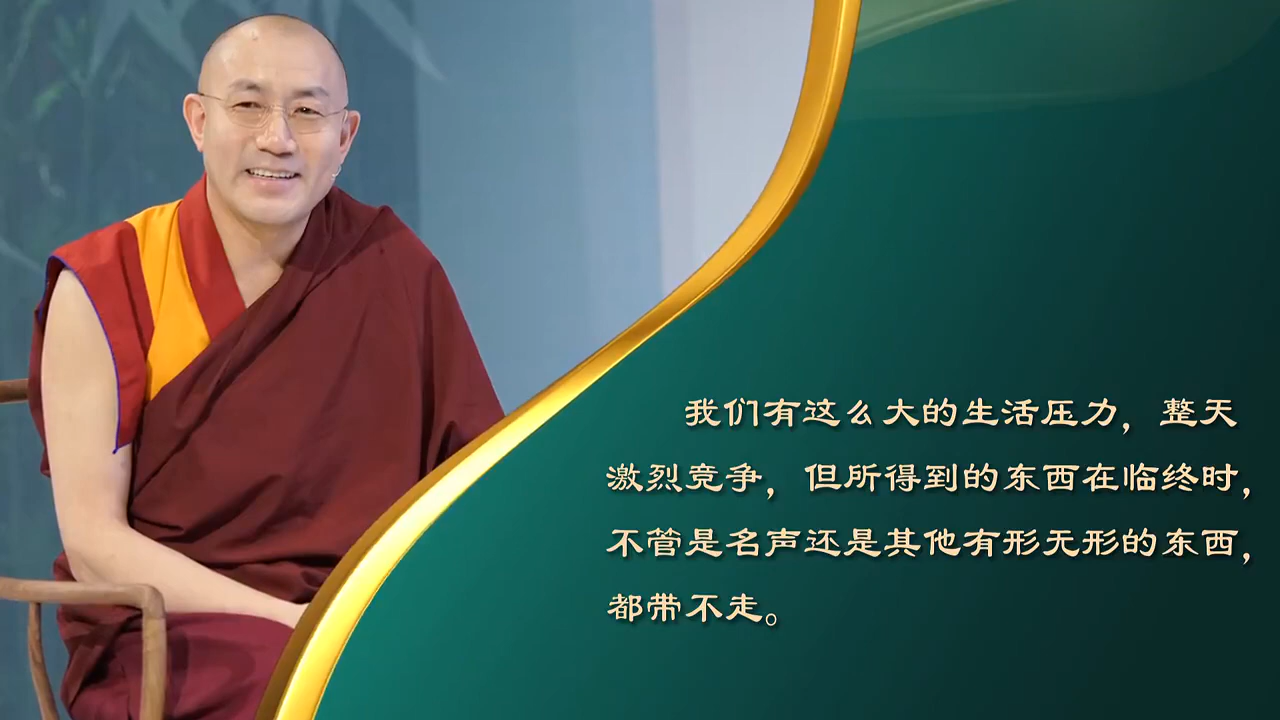 我们有这么大的生活压力，整天
激烈竞争，但所得到的东西在临终时，
不管是名声还是其他有形无形的东西，
都带不走。